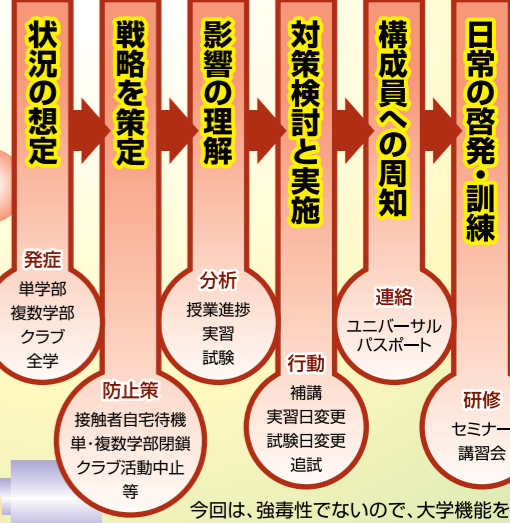 状況の想定
発症
単学部
複数学部
クラブ
全学
戦略を策定
防止策
接触者自宅待機
単・複数学部閉鎖
クラブ活動中止
等
影響の理解
分析
授業進捗
実習
試験
対策検討と実施
行動
補講
実習日変更
試験日変更
追試
構成員への周知
連絡
ユニバーサル
パスポート
日常の啓発・訓練
研修
セミナー
講習会
今回は、強毒性でないので、大学機能を